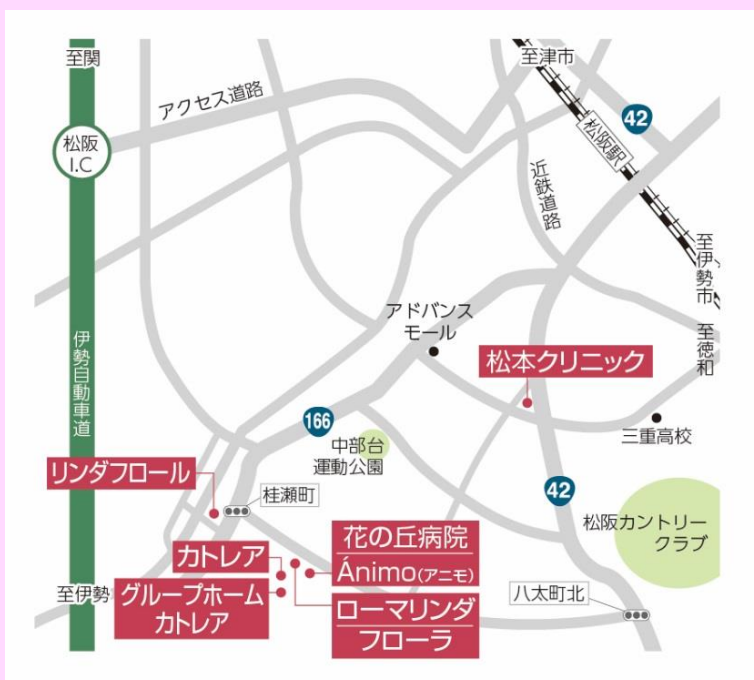 至関
至津市
アクセス道路
42
松阪
I.C
松阪駅
近鉄道路
至伊勢市
至徳和
アドバンス
モール
伊勢自動車道
松本クリニック
166
中部台
運動公園
三重高校
リンダフロール
桂瀬町
42
松阪カントリー
クラブ
花の丘病院
Ánimo(アニモ)
カトレア
至伊勢
グループホーム
カトレア
ローマリンダ
フローラ
八太町北